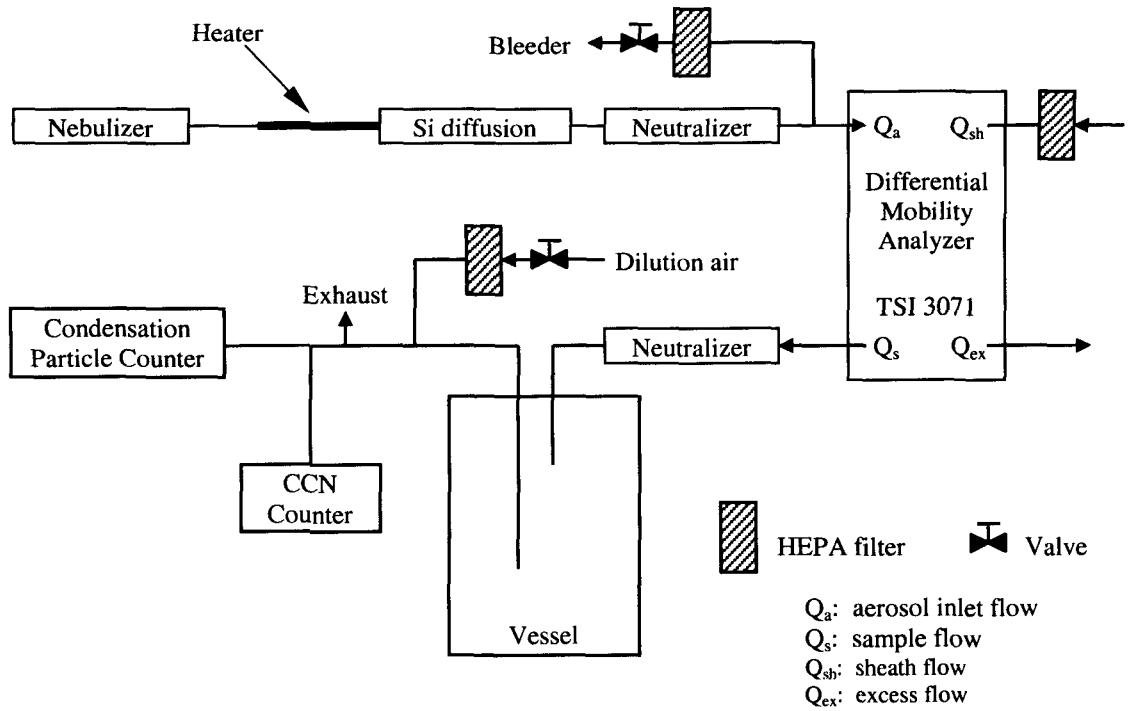 Heater
Bleeder
Nebulizer
Si diffusion
Neutralizer
Qa
Qsh
Differential
Mobility
Analyzer
TSI 3071
Qs
Qex
Dilution air
Exhaust
Condensation
Particle Counter
Neutralizer
CCN
Counter
Vessel
HEPA filter
Valve
Qa: aerosol inlet flow
Qs: sample flow
Qsh: sheath flow
Qex: excess flow